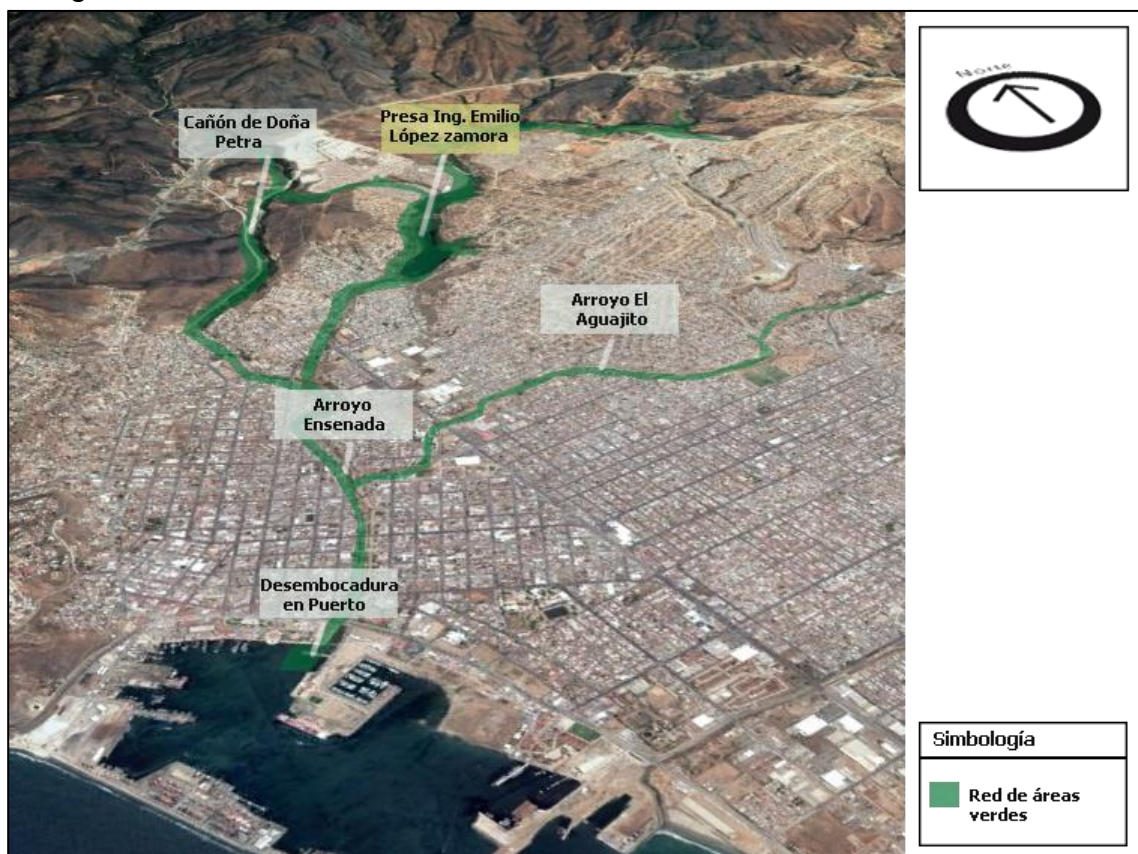 Cañón de Doña
Petra
Presa Ing. Emilio
López zamora
Arroyo El
Aguajito
Arroyo
Ensenada
Desembocadura
en Puerto
Norte
Simbología
Red de áreas
verdes